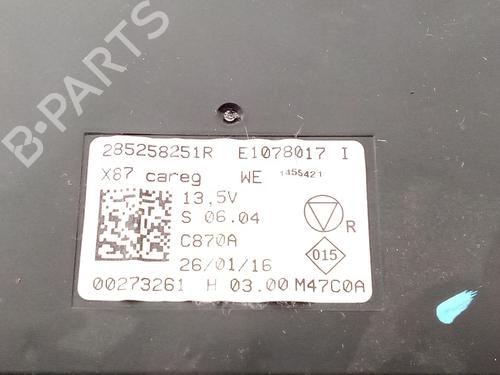 B-PARTS
285258251R E1078017 I
X87 careg WE 1455421
13,5V
S 06.04
R
C870A
015
26/01/16
00273261 H 03.00 M47C0A